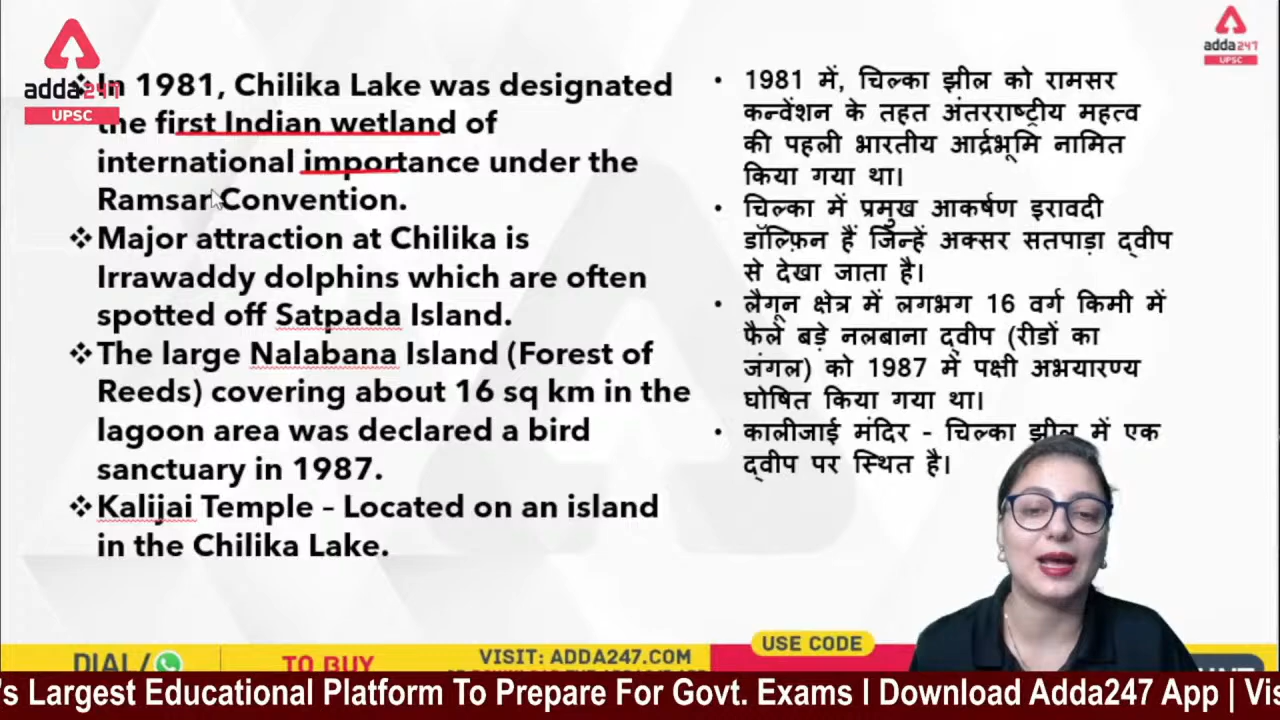 adda247
UPSC
adda247
UPSC
❖In 1981, Chilika Lake was designated
the first Indian wetland of
international importance under the
Ramsar Convention.
❖Major attraction at Chilika is
Irrawaddy dolphins which are often
spotted off Satpada Island.
❖The large Nalabana Island (Forest of
Reeds) covering about 16 sq km in the
lagoon area was declared a bird
sanctuary in 1987.
❖Kalijai Temple – Located on an island
in the Chilika Lake.
• 1981 में, चिल्का झील को रामसर
कन्वेंशन के तहत अंतरराष्ट्रीय महत्व
की पहली भारतीय आर्द्रभूमि नामित
किया गया था।
• चिल्का में प्रमुख आकर्षण इरावदी
डॉल्फ़िन हैं जिन्हें अक्सर सतपाड़ा द्वीप
से देखा जाता है।
• लैगून क्षेत्र में लगभग 16 वर्ग किमी में
फैले बड़े नलबाना द्वीप (रीडों का
जंगल) को 1987 में पक्षी अभयारण्य
घोषित किया गया था।
• कालीजाई मंदिर - चिल्का झील में एक
द्वीप पर स्थित है।
DIAL/
TO BUY
VISIT: ADDA247.COM
USE CODE
's Largest Educational Platform To Prepare For Govt. Exams I Download Adda247 App | Vis